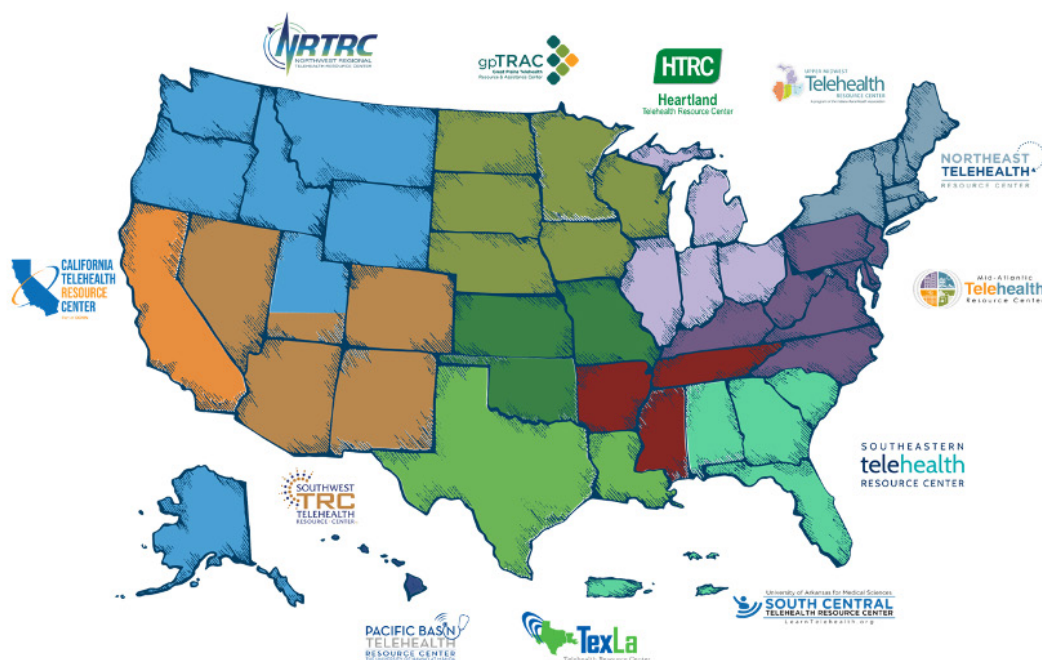 NRTRC
NORTHWEST REGIONAL
TELEHEALTH RESOURCE CENTER
gpTRAC
Great Plains Telehealth
Resource & Assistance Center
HTRC
Heartland
Telehealth Resource Center
UPPER MIDWEST
Telehealth
RESOURCE CENTER
NORTHEAST
TELEHEALTH
RESOURCE CENTER
CALIFORNIA
TELEHEALTH
RESOURCE
CENTER
Mid-Atlantic
Telehealth
Resource Center
SOUTHEASTERN
telehealth
RESOURCE CENTER
SOUTHWEST
TRC
TELEHEALTH
RESOURCE CENTER
University of Arkansas for Medical Sciences
SOUTH CENTRAL
TELEHEALTH RESOURCE CENTER
LearnTelehealth.org
PACIFIC BASIN
TELEHEALTH
RESOURCE CENTER
TexLa
Telehealth Resource Center